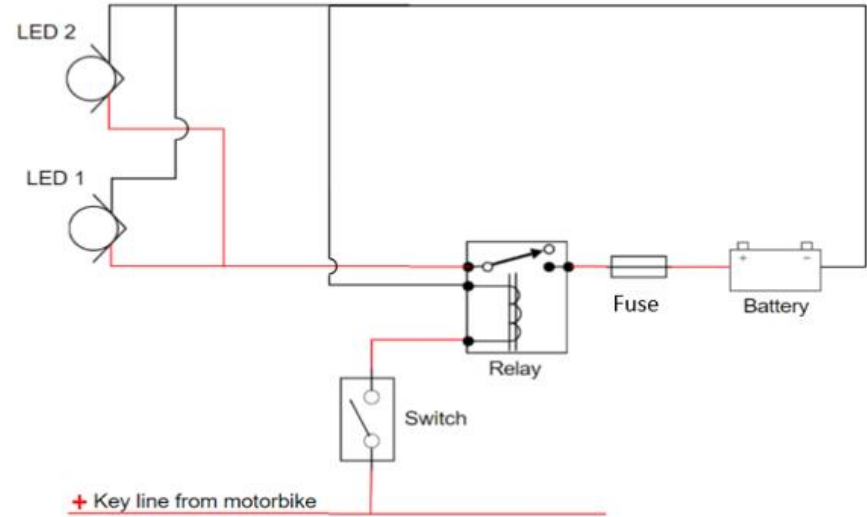 LED 2
LED 1
+ -
Fuse
Battery
Relay
Switch
+ Key line from motorbike